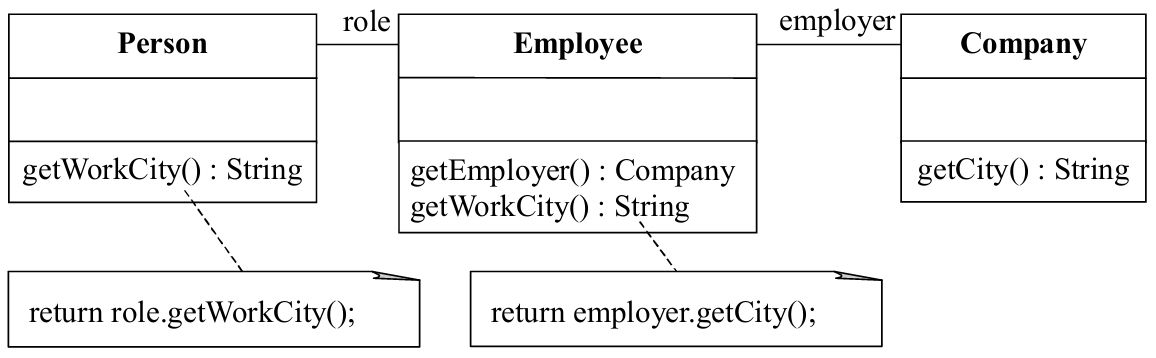 Person
role
Employee
employer
Company
getWorkCity() : String
getEmployer() : Company
getWorkCity() : String
getCity() : String
return role.getWorkCity();
return employer.getCity();